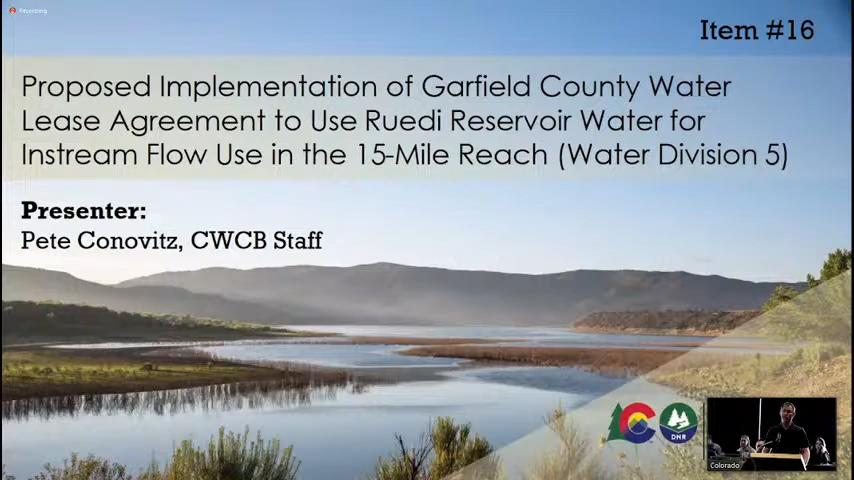 Recording
Item #16
Proposed Implementation of Garfield County Water
Lease Agreement to Use Ruedi Reservoir Water for
Instream Flow Use in the 15-Mile Reach (Water Division 5)
Presenter:
Pete Conovitz, CWCB Staff
DNR
Colorado